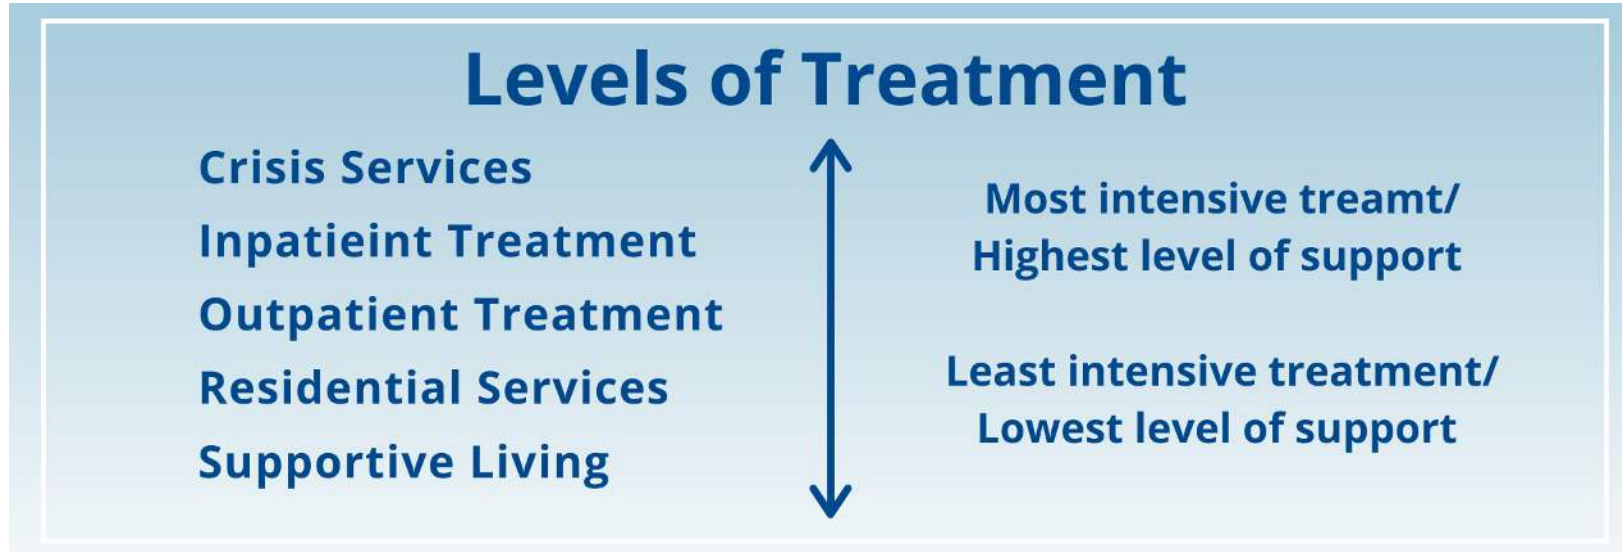 Levels of Treatment
Crisis Services
Inpatieint Treatment
Outpatient Treatment
Residential Services
Supportive Living
Most intensive treamt/
Highest level of support
Least intensive treatment/
Lowest level of support